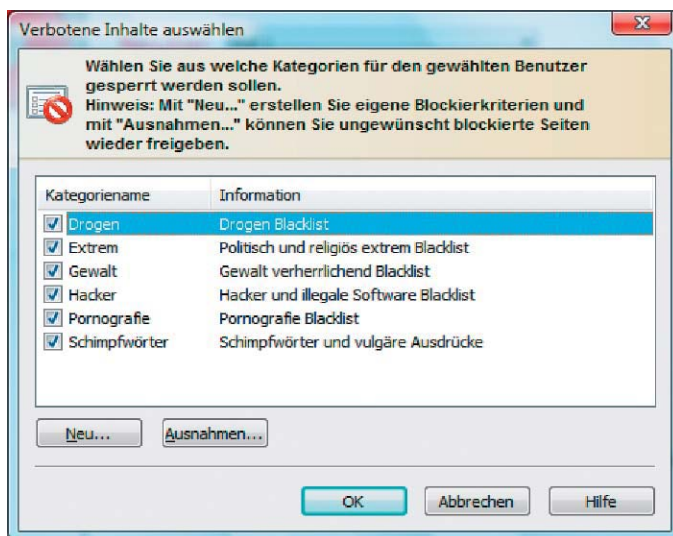 Verbotene Inhalte auswählen
Wählen Sie aus welche Kategorien für den gewählten Benutzer
gesperrt werden sollen.
Hinweis: Mit "Neu..." erstellen Sie eigene Blockierkriterien und
mit "Ausnahmen..." können Sie ungewünscht blockierte Seiten
wieder freigeben.
Kategoriename Information
Drogen Drogen Blacklist
Extrem Politisch und religiös extrem Blacklist
Gewalt Gewalt verherrlichend Blacklist
Hacker Hacker und illegale Software Blacklist
Pornografie Pornografie Blacklist
Schimpfwörter Schimpfwörter und vulgäre Ausdrücke
Neu... Ausnahmen...
OK Abbrechen Hilfe